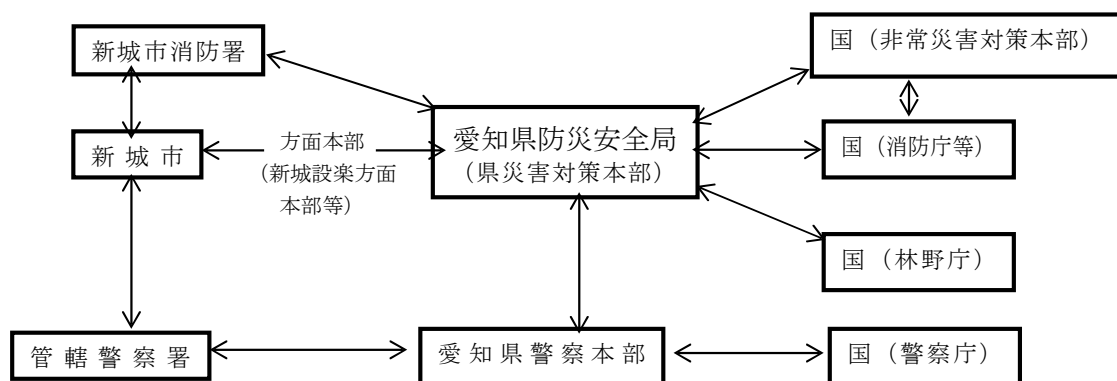 新城市消防署
国（非常災害対策本部）
新城市
方面本部
（新城設楽方面
本部等）
愛知県防災安全局
（県災害対策本部）
国（消防庁等）
国（林野庁）
管轄警察署
愛知県警察本部
国（警察庁）